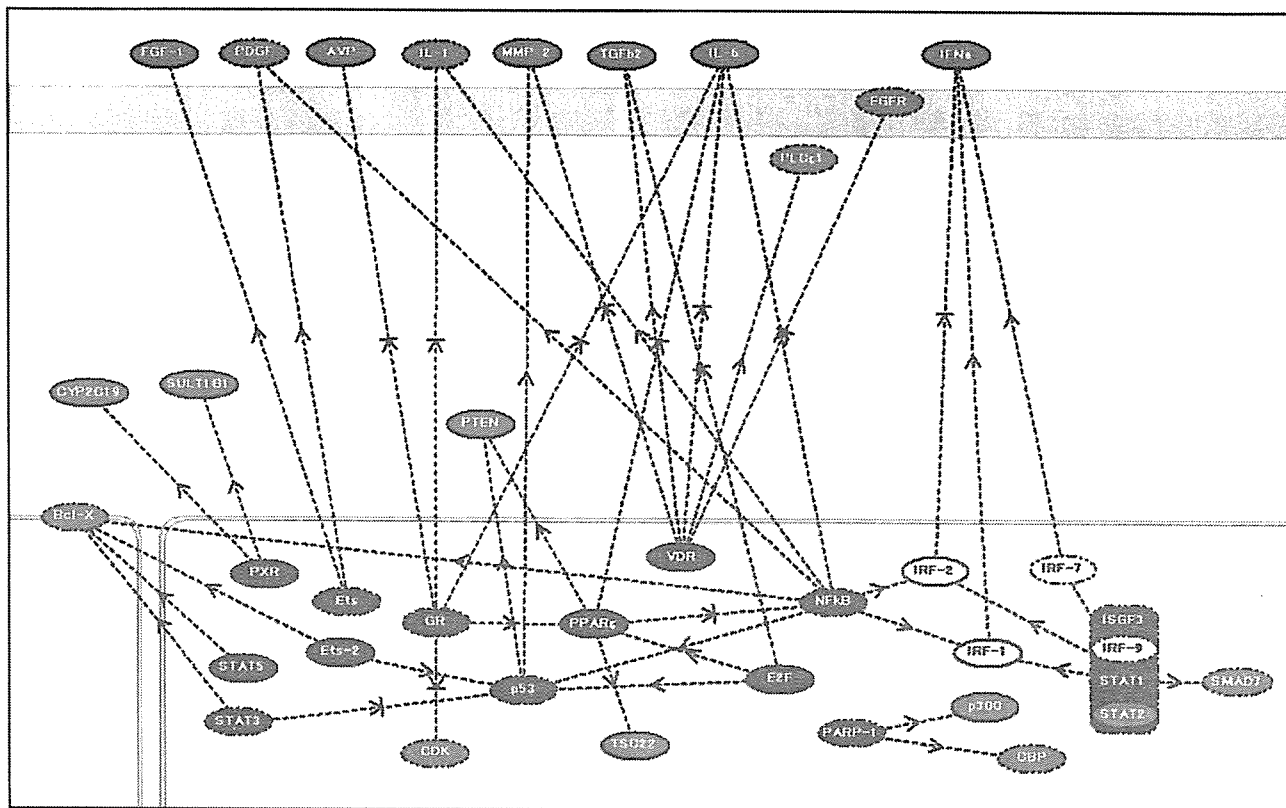 FGF-1
PDGF
AVP
IL-1
MMP-2
TGFb2
IL-6
IFNa
FGFR
PLCg1
CYP2C19
SULT1B1
PTEN
Bcl-X
VDR
PXR
Ets
NFkB
IRF-2
IRF-7
GR
PPARg
ISGF3
Ets-2
IRF-1
IRF-9
STAT5
p53
E2F
STAT1
SMAD7
STAT3
p300
STAT2
PARP-1
CDK
TSC22
CBP